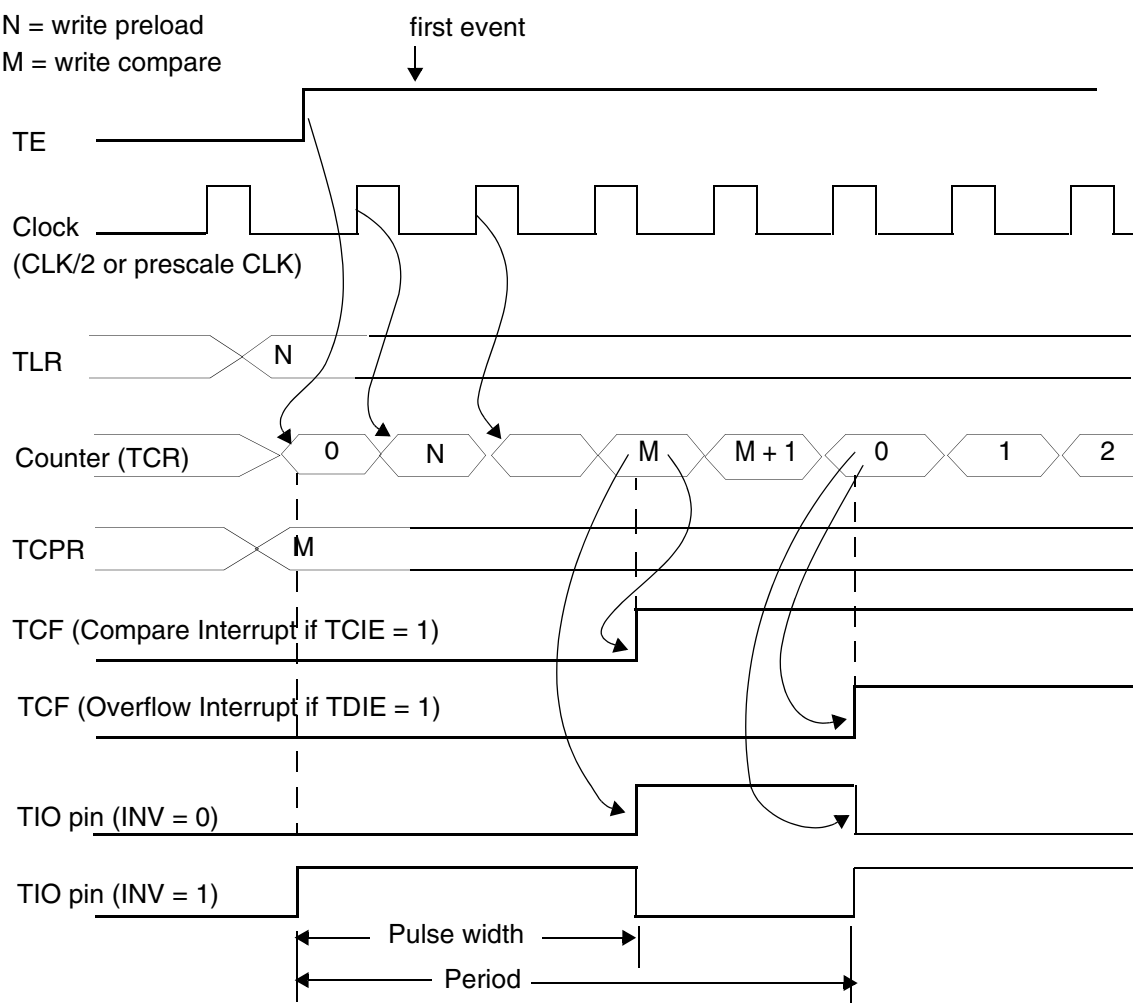 N = write preload
first event
M = write compare
TE
Clock
(CLK/2 or prescale CLK)
TLR
N
Counter (TCR)
0
N
M
M + 1
0
1
2
TCPR
M
TCF (Compare Interrupt if TCIE = 1)
TCF (Overflow Interrupt if TDIE = 1)
TIO pin (INV = 0)
TIO pin (INV = 1)
Pulse width
Period